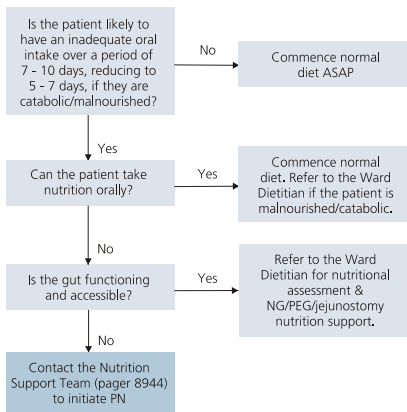 Is the patient likely to
have an inadequate oral
intake over a period of
7 - 10 days, reducing to
5 - 7 days, if they are
catabolic/malnourished?
No
Commence normal
diet ASAP
Yes
Can the patient take
nutrition orally?
Yes
Commence normal
diet. Refer to the Ward
Dietitian if the patient is
malnourished/catabolic.
No
Is the gut functioning
and accessible?
Yes
Refer to the Ward
Dietitian for nutritional
assessment &
NG/PEG/jejunostomy
nutrition support.
No
Contact the Nutrition
Support Team (pager 8944)
to initiate PN